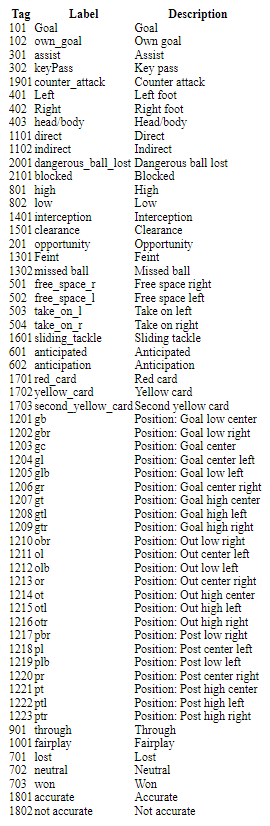 Tag Label Description
101 Goal Goal
102 own_goal Own goal
301 assist Assist
302 keyPass Key pass
1901 counter_attack Counter attack
401 Left Left foot
402 Right Right foot
403 head/body Head/body
1101 direct Direct
1102 indirect Indirect
2001 dangerous_ball_lost Dangerous ball lost
2101 blocked Blocked
801 high High
802 low Low
1401 interception Interception
1501 clearance Clearance
201 opportunity Opportunity
1301 Feint Feint
1302 missed ball Missed ball
501 free_space_r Free space right
502 free_space_l Free space left
503 take_on_l Take on left
504 take_on_r Take on right
1601 sliding_tackle Sliding tackle
601 anticipated Anticipated
602 anticipation Anticipation
1701 red_card Red card
1702 yellow_card Yellow card
1703 second_yellow_card Second yellow card
1201 gb Position: Goal low center
1202 gbr Position: Goal low right
1203 gc Position: Goal center
1204 gl Position: Goal center left
1205 glb Position: Goal low left
1206 gr Position: Goal center right
1207 gt Position: Goal high center
1208 gtl Position: Goal high left
1209 gtr Position: Goal high right
1210 obr Position: Out low right
1211 ol Position: Out center left
1212 olb Position: Out low left
1213 or Position: Out center right
1214 ot Position: Out high center
1215 otl Position: Out high left
1216 otr Position: Out high right
1217 pbr Position: Post low right
1218 pl Position: Post center left
1219 plb Position: Post low left
1220 pr Position: Post center right
1221 pt Position: Post high center
1222 ptl Position: Post high left
1223 ptr Position: Post high right
901 through Through
1001 fairplay Fairplay
701 lost Lost
702 neutral Neutral
703 won Won
1801 accurate Accurate
1802 not accurate Not accurate